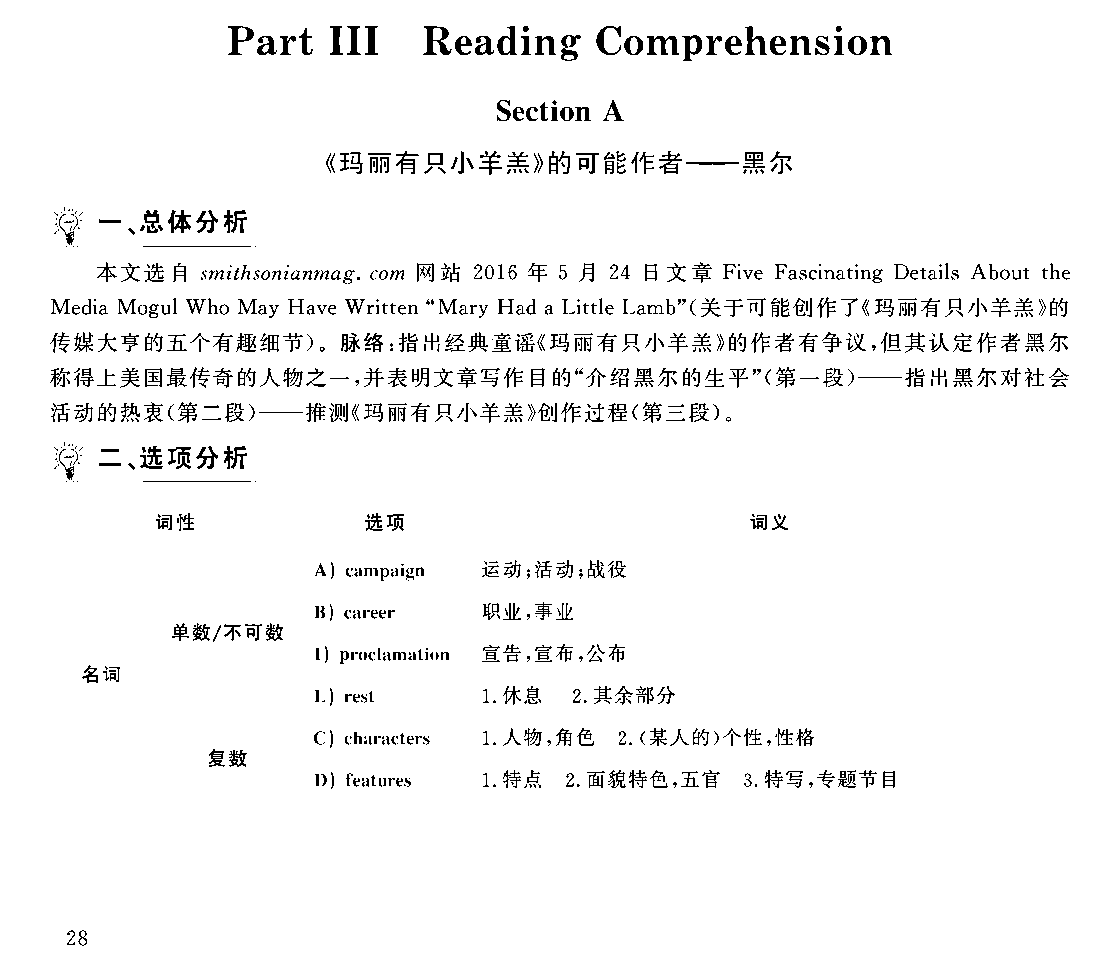 Part III Reading Comprehension
Section A
《玛丽有只小羊羔》的可能作者——黑尔
一、总体分析
本文选自 smithsonianmag. com 网站 2016 年 5 月 24 日文章 Five Fascinating Details About the
Media Mogul Who May Have Written “Mary Had a Little Lamb”(关于可能创作了《玛丽有只小羊羔》的
传媒大亨的五个有趣细节)。脉络:指出经典童谣《玛丽有只小羊羔》的作者有争议,但其认定作者黑尔
称得上美国最传奇的人物之一,并表明文章写作目的“介绍黑尔的生平”(第一段)——指出黑尔对社会
活动的热衷(第二段)——推测《玛丽有只小羊羔》创作过程(第三段)。
二、选项分析
词性 选项 词义
A) campaign 运动;活动;战役
B) career 职业,事业
单数/不可数
I) proclamation 宣告,宣布,公布
名词
L) rest 1.休息 2.其余部分
C) characters 1.人物,角色 2.(某人的)个性,性格
复数
D) features 1.特点 2.面貌特色,五官 3.特写,专题节目
28